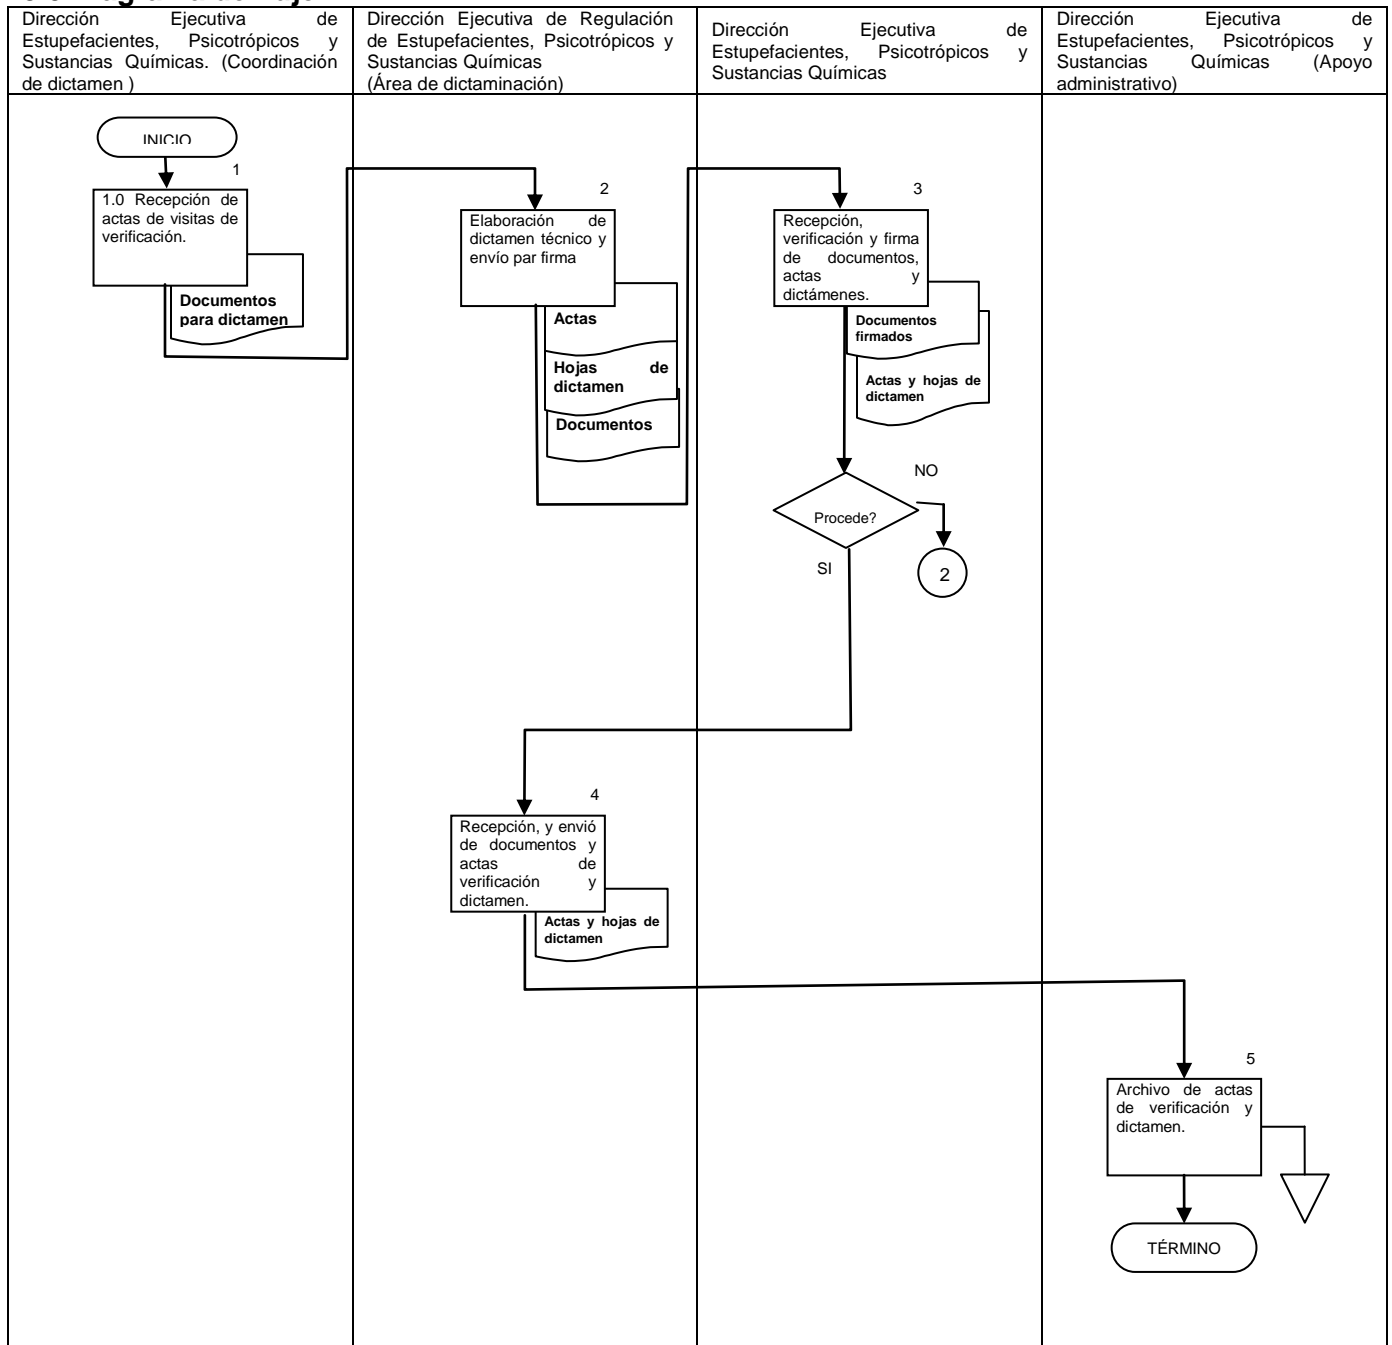 Dirección Ejecutiva de
Estupefacientes, Psicotrópicos y
Sustancias Químicas. (Coordinación
de dictamen )
Dirección Ejecutiva de Regulación
de Estupefacientes, Psicotrópicos y
Sustancias Químicas
(Área de dictaminación)
Dirección Ejecutiva de
Estupefacientes, Psicotrópicos y
Sustancias Químicas
Dirección Ejecutiva de
Estupefacientes, Psicotrópicos y
Sustancias Químicas (Apoyo
administrativo)
INICIO
1
1.0 Recepción de
actas de visitas de
verificación.
Documentos
para dictamen
2
Elaboración de
dictamen técnico y
envío par firma
Actas
Hojas de
dictamen
Documentos
3
Recepción,
verificación y firma
de documentos,
actas y
dictámenes.
Documentos
firmados
Actas y hojas de
dictamen
NO
Procede?
SI
2
4
Recepción, y envió
de documentos y
actas de
verificación y
dictamen.
Actas y hojas de
dictamen
5
Archivo de actas
de verificación y
dictamen.
TÉRMINO